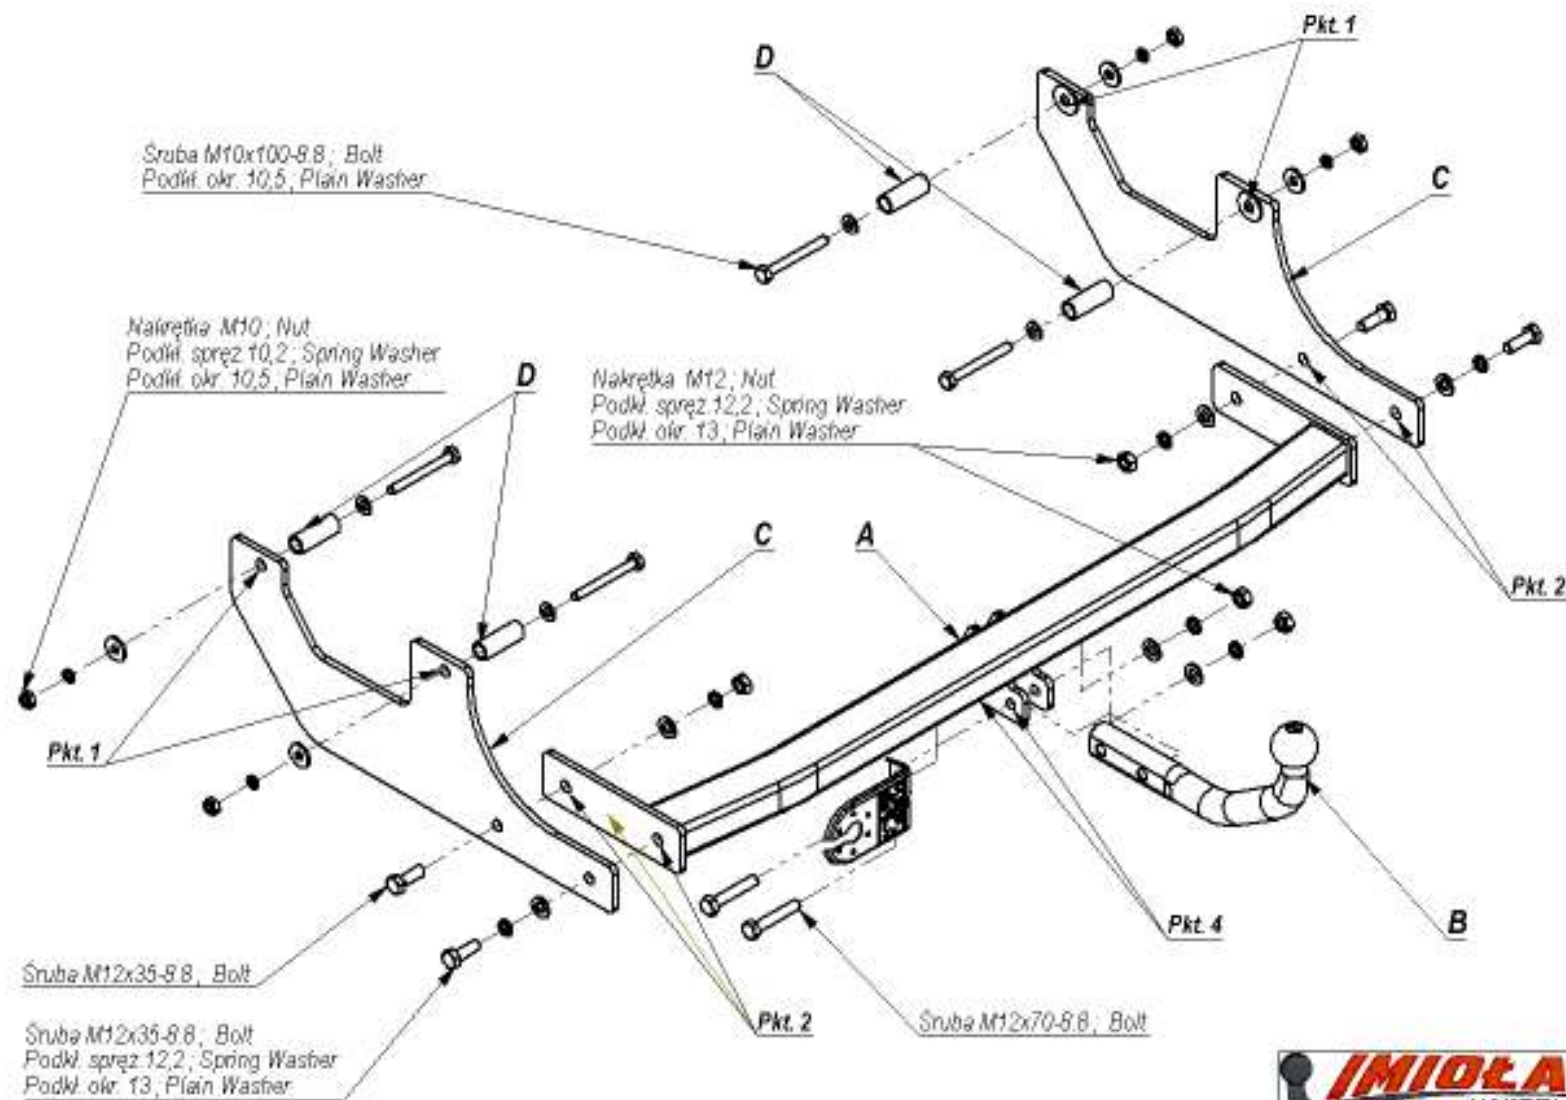 Pkt. 1
D
Śruba M10x100-8.8; Bolt
Podkł. okr. 10,5; Plain Washer
C
Nakrętka M10; Nut
Podkł. spręż.10,2; Spring Washer
Podkł. okr. 10,5; Plain Washer
D
Nakrętka M12; Nut
Podkł. spręż.12,2; Spring Washer
Podkł. okr. 13; Plain Washer
C
A
Pkt. 2
Pkt. 1
Pkt. 4
B
Śruba M12x35-8.8; Bolt
Pkt. 2
Śruba M12x70-8.8; Bolt
Śruba M12x35-8.8; Bolt
Podkł. spręż.12,2; Spring Washer
Podkł. okr. 13; Plain Washer
IMIOŁA